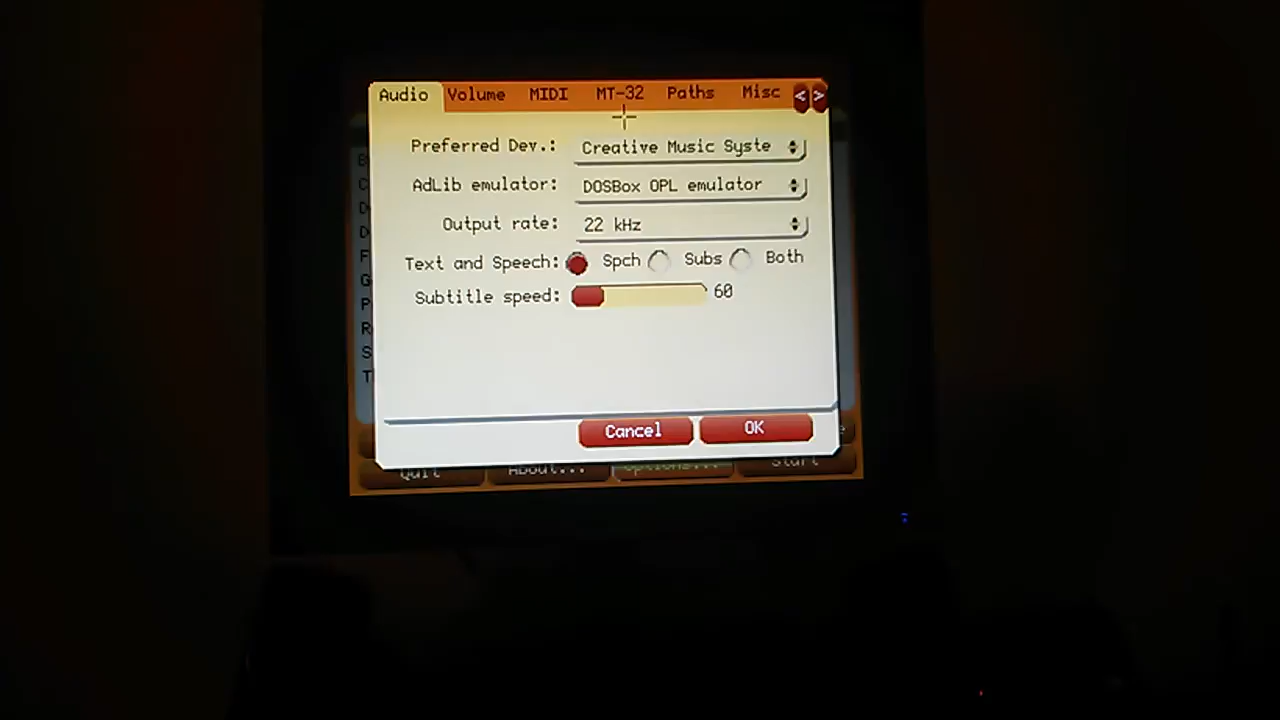 Audio Volume MIDI MT-32 Paths Misc < >
Preferred Dev.: Creative Music Syste
AdLib emulator: DOSBox OPL emulator
Output rate: 22 kHz
Text and Speech: Spch Subs Both
Subtitle speed: 60
Cancel OK
Quit About... Options... Start